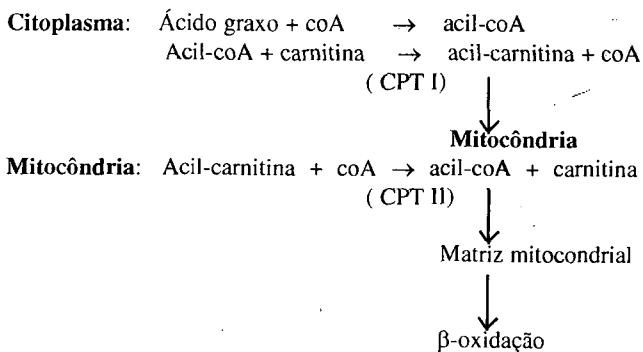 Citoplasma: Ácido graxo + coA → acil-coA
Acil-coA + carnitina → acil-carnitina + coA
( CPT I)
Mitocôndria
Mitocôndria: Acil-carnitina + coA → acil-coA + carnitina
( CPT II)
Matriz mitocondrial
β-oxidação